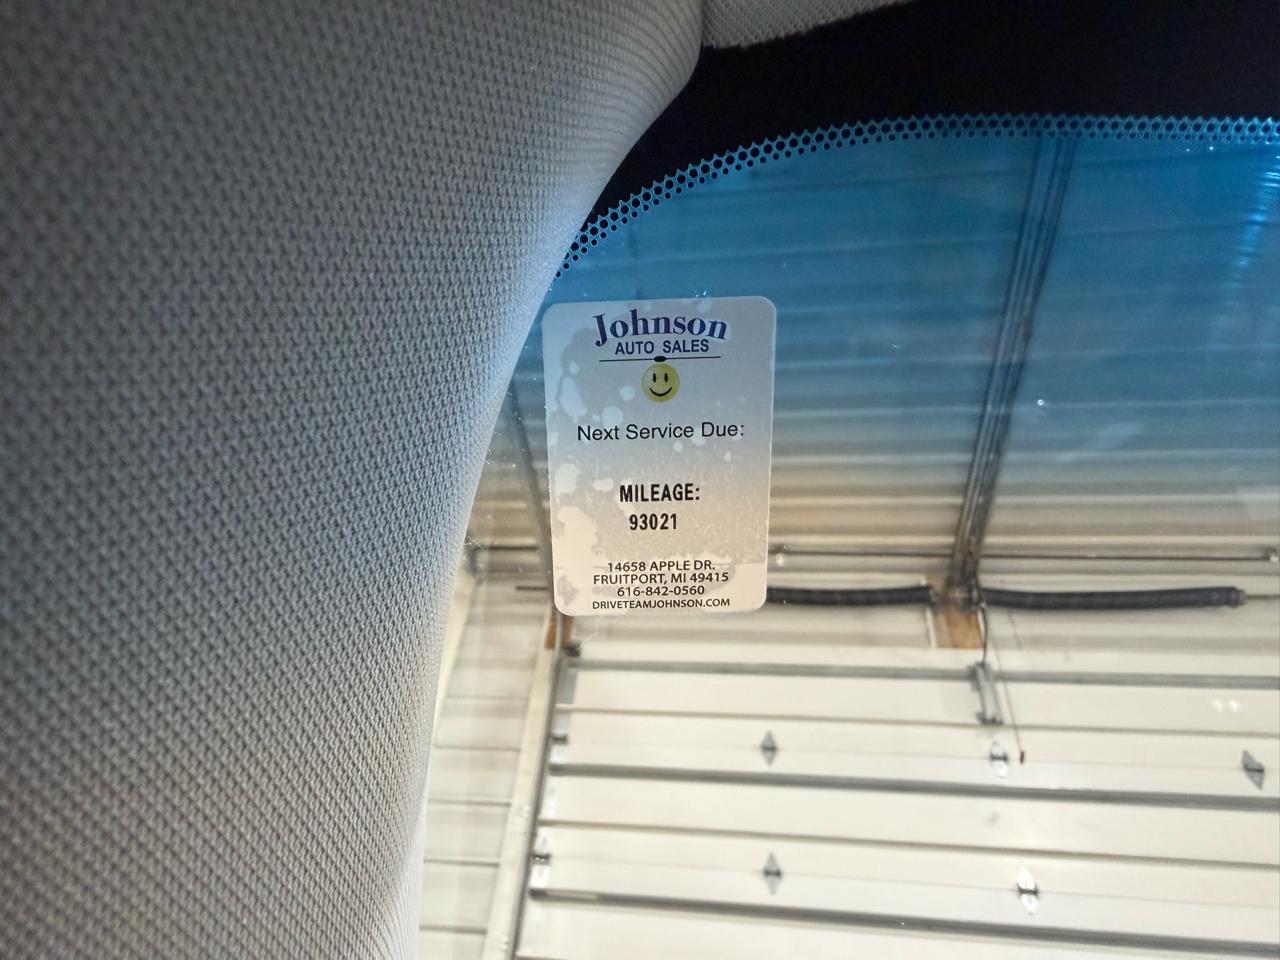 Johnson
AUTO SALES
Next Service Due:
MILEAGE:
93021
14658 APPLE DR.
FRUITPORT, MI 49415
616-842-0560
DRIVETEAMJOHNSON.COM